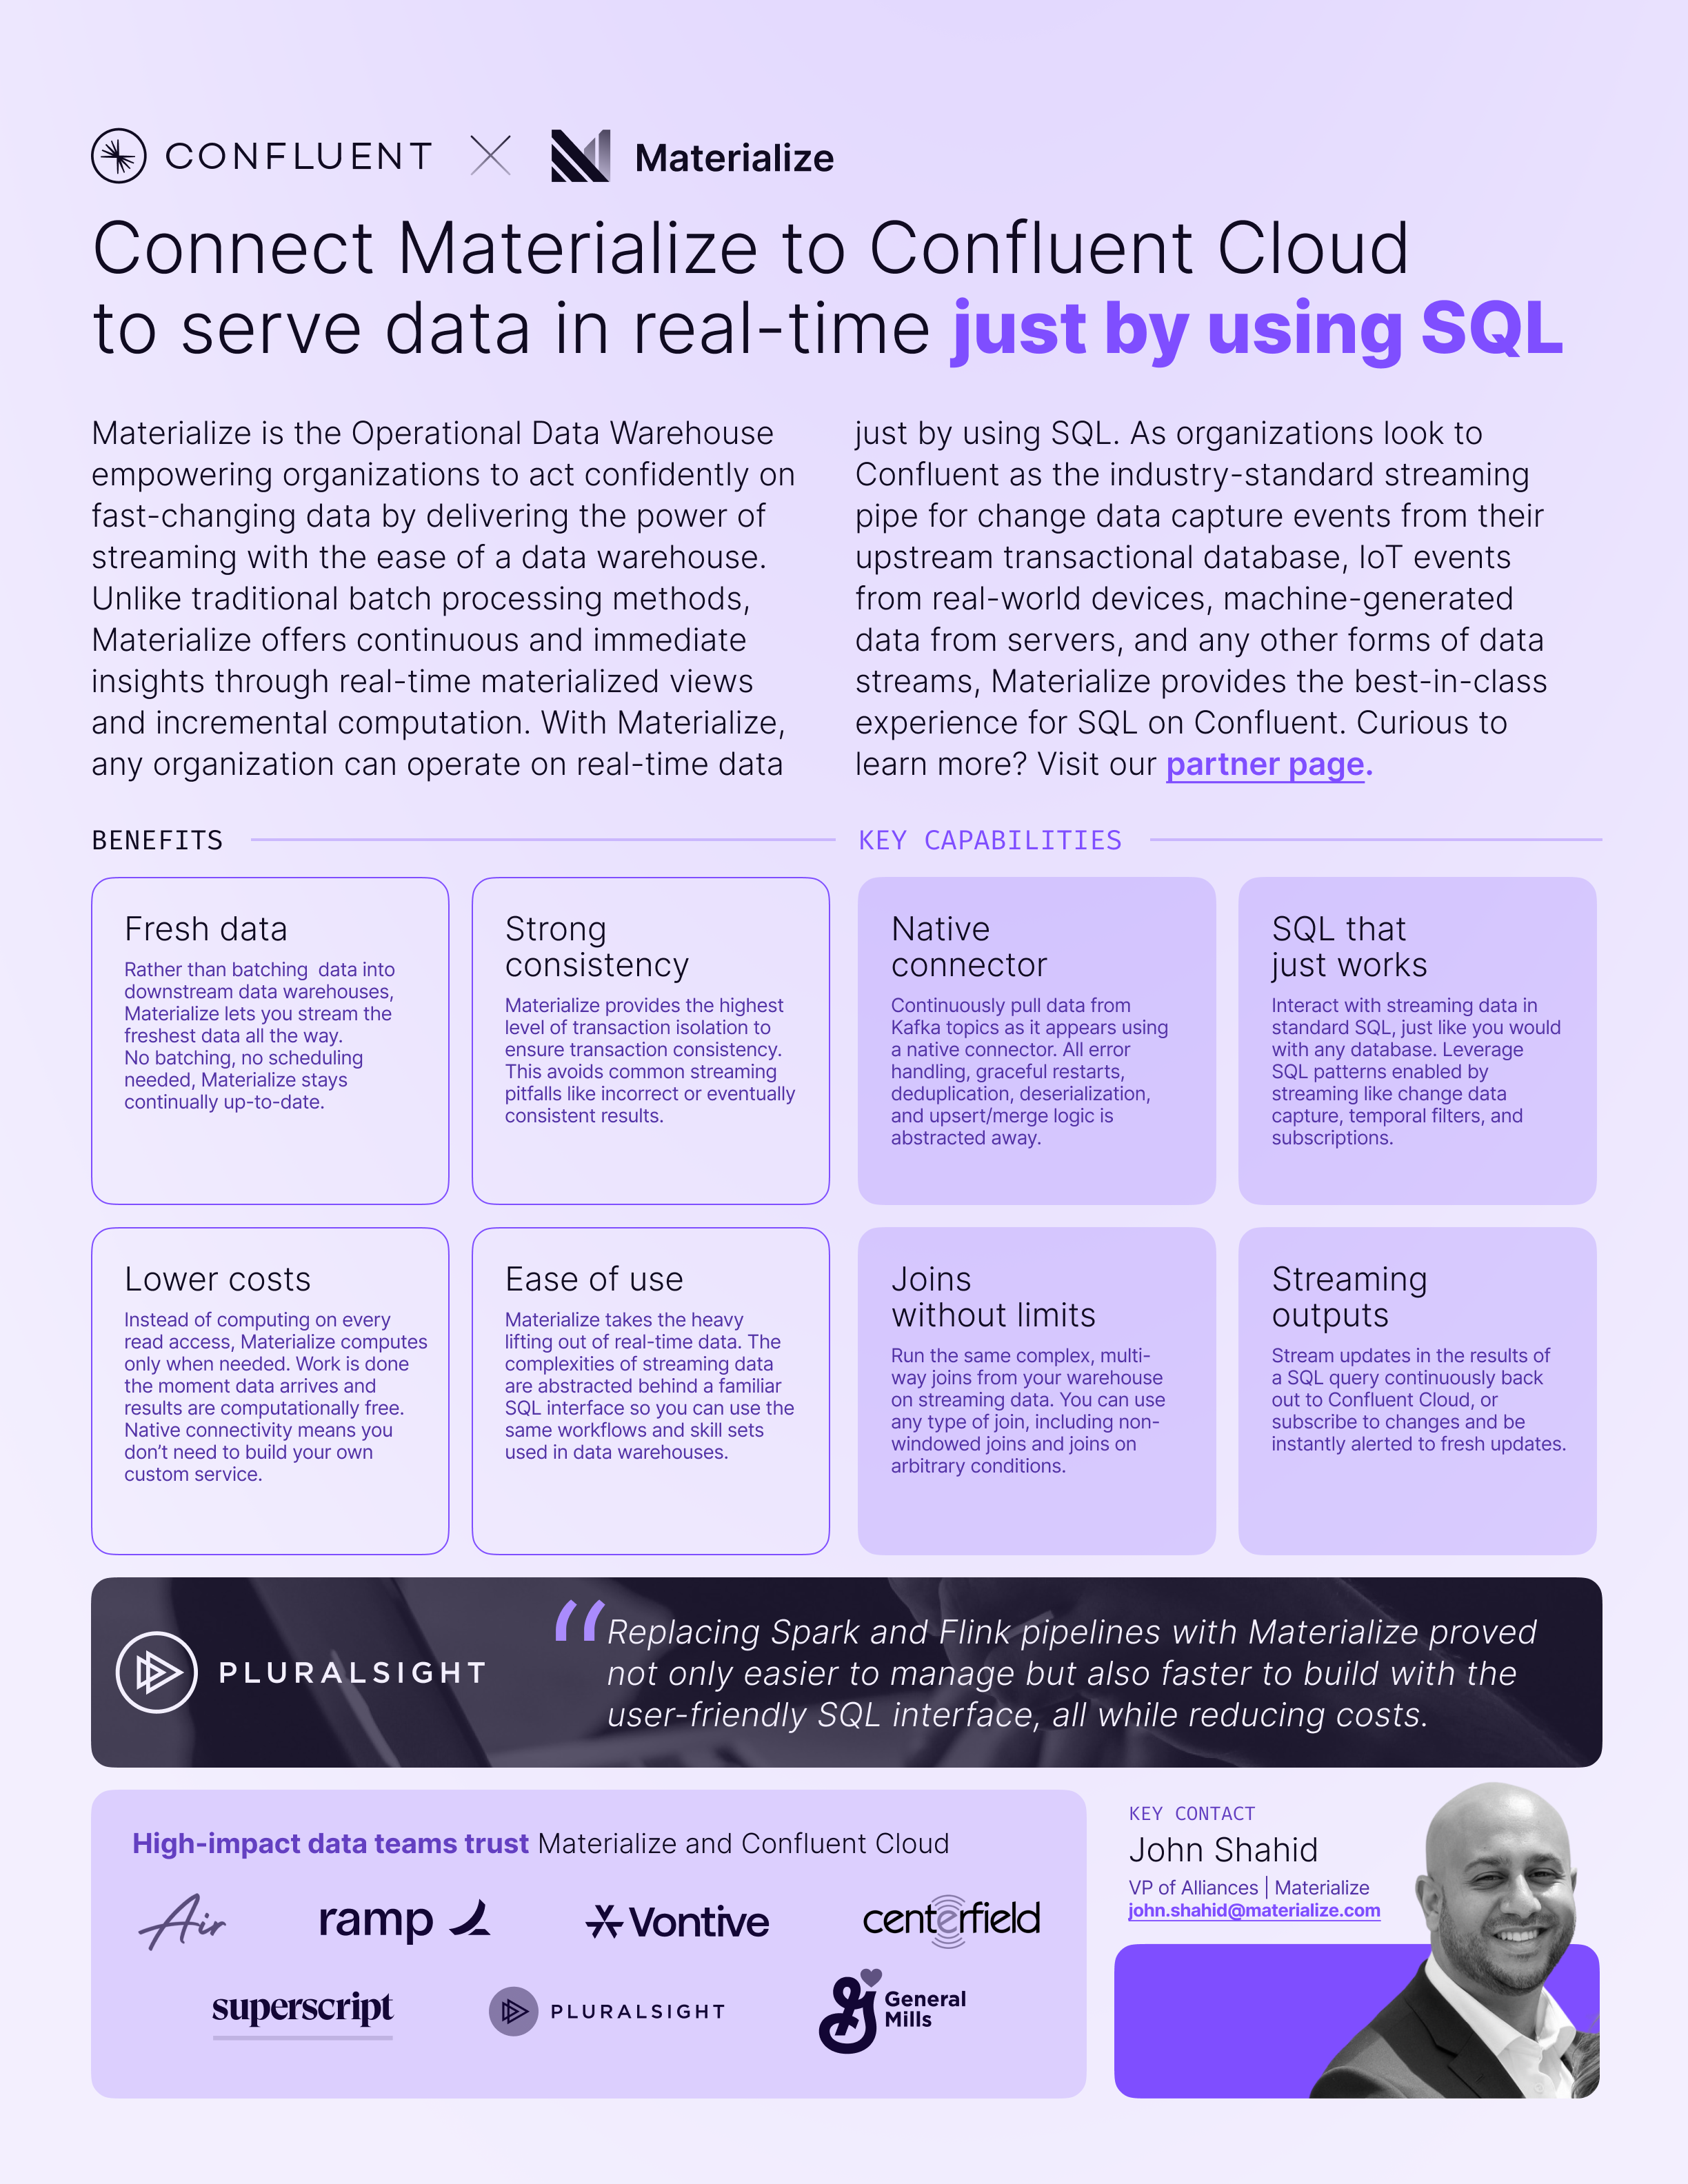 CONFLUENT
Materialize
Connect Materialize to Confluent Cloud
to serve data in real-time just by using SQL
Materialize is the Operational Data Warehouse
empowering organizations to act confidently on
fast-changing data by delivering the power of
streaming with the ease of a data warehouse.
Unlike traditional batch processing methods,
Materialize offers continuous and immediate
insights through real-time materialized views
and incremental computation. With Materialize,
any organization can operate on real-time data
just by using SQL. As organizations look to
Confluent as the industry-standard streaming
pipe for change data capture events from their
upstream transactional database, IoT events
from real-world devices, machine-generated
data from servers, and any other forms of data
streams, Materialize provides the best-in-class
experience for SQL on Confluent. Curious to
learn more? Visit our partner page.
BENEFITS
Fresh data
Rather than batching data into
downstream data warehouses,
Materialize lets you stream the
freshest data all the way.
No batching, no scheduling
needed, Materialize stays
continually up-to-date.
Strong
consistency
Materialize provides the highest
level of transaction isolation to
ensure transaction consistency.
This avoids common streaming
pitfalls like incorrect or eventually
consistent results.
Lower costs
Instead of computing on every
read access, Materialize computes
only when needed. Work is done
the moment data arrives and
results are computationally free.
Native connectivity means you
don’t need to build your own
custom service.
Ease of use
Materialize takes the heavy
lifting out of real-time data. The
complexities of streaming data
are abstracted behind a familiar
SQL interface so you can use the
same workflows and skill sets
used in data warehouses.
KEY CAPABILITIES
Native
connector
Continuously pull data from
Kafka topics as it appears using
a native connector. All error
handling, graceful restarts,
deduplication, deserialization,
and upsert/merge logic is
abstracted away.
SQL that
just works
Interact with streaming data in
standard SQL, just like you would
with any database. Leverage
SQL patterns enabled by
streaming like change data
capture, temporal filters, and
subscriptions.
Joins
without limits
Run the same complex, multi-
way joins from your warehouse
on streaming data. You can use
any type of join, including non-
windowed joins and joins on
arbitrary conditions.
Streaming
outputs
Stream updates in the results of
a SQL query continuously back
out to Confluent Cloud, or
subscribe to changes and be
instantly alerted to fresh updates.
PLURALSIGHT
“Replacing Spark and Flink pipelines with Materialize proved
not only easier to manage but also faster to build with the
user-friendly SQL interface, all while reducing costs.
High-impact data teams trust Materialize and Confluent Cloud
Air
ramp
Vontive
centerfield
superscript
PLURALSIGHT
General
Mills
KEY CONTACT
John Shahid
VP of Alliances | Materialize
john.shahid@materialize.com